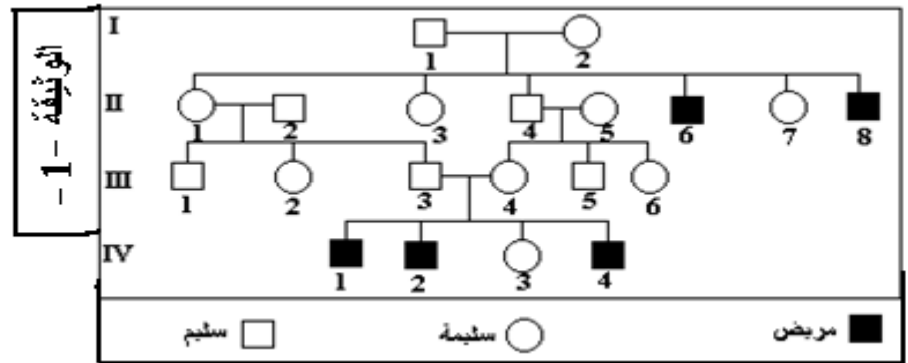 الوثيقة -1-
I
1 2
II
1 2 3 4 5 6 7 8
III
1 2 3 4 5 6
IV
1 2 3 4
سليم سليمة مريض